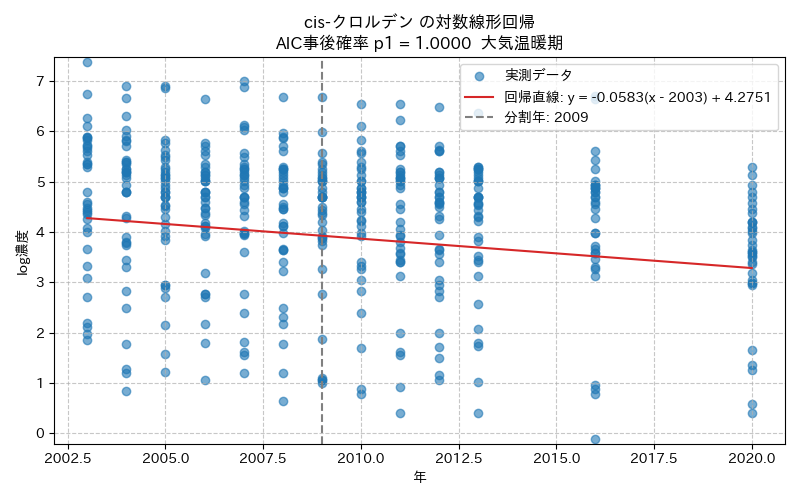 cis-クロルデン の対数線形回帰
AIC事後確率 p1 = 1.0000  大気温暖期
実測データ
回帰直線: y = -0.0583(x - 2003) + 4.2751
分割年: 2009
log濃度
7
6
5
4
3
2
1
0
2002.5
2005.0
2007.5
2010.0
2012.5
2015.0
2017.5
2020.0
年